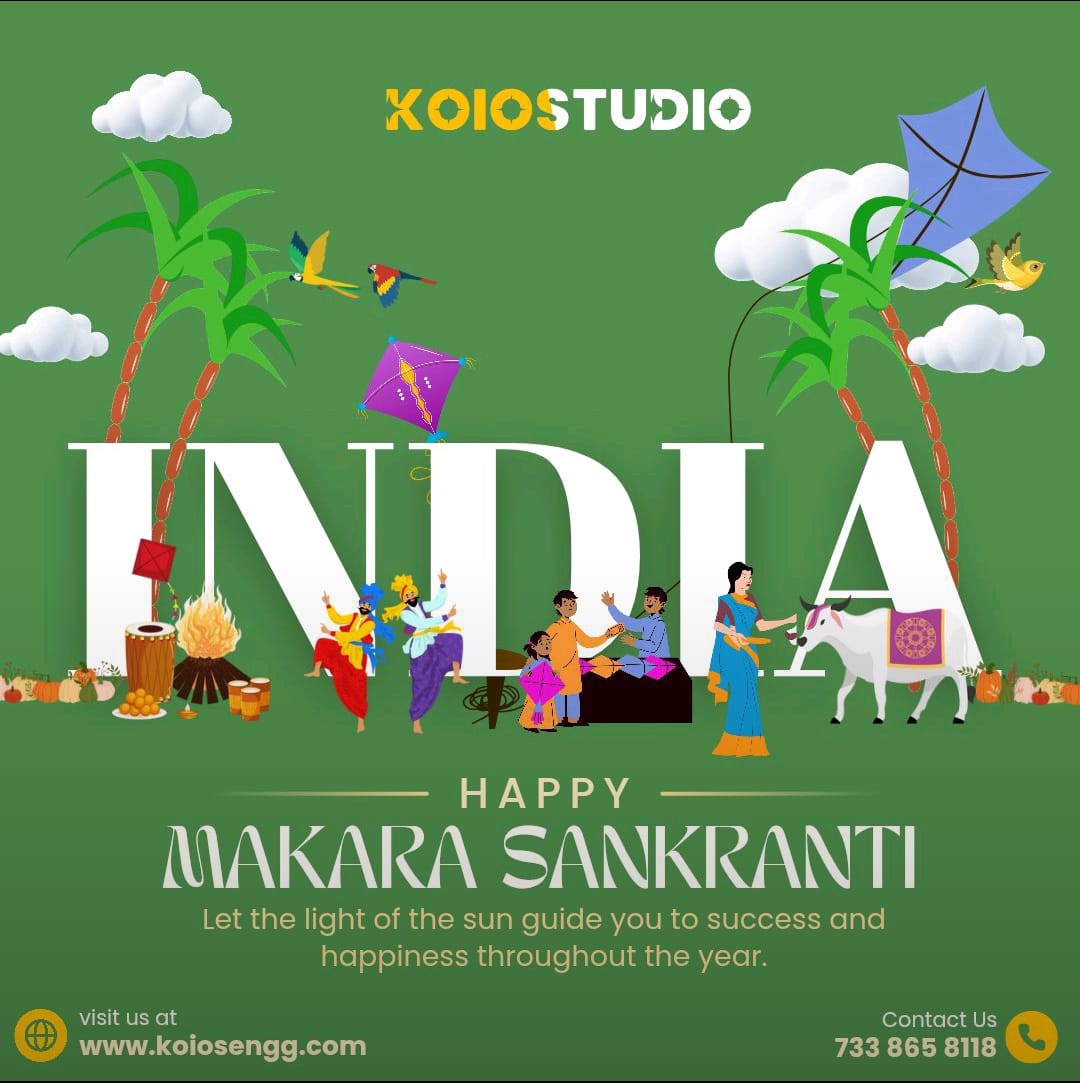 KOIOSTUDIO
INDIA
HAPPY
MAKARA SANKRANTI
Let the light of the sun guide you to success and
happiness throughout the year.
visit us at
www.koiosengg.com
Contact Us
733 865 8118